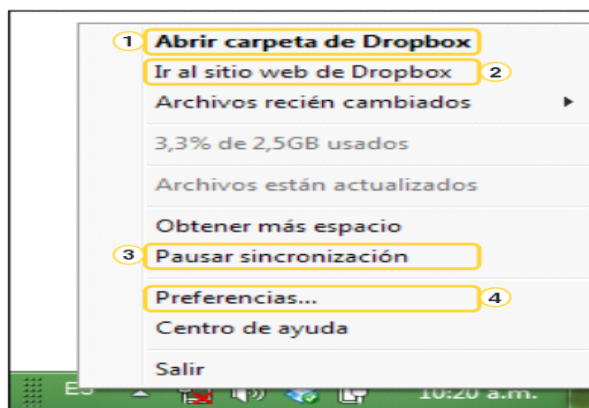 1 Abrir carpeta de Dropbox
Ir al sitio web de Dropbox 2
Archivos recién cambiados
3,3% de 2,5GB usados
Archivos están actualizados
Obtener más espacio
3 Pausar sincronización
Preferencias... 4
Centro de ayuda
Salir
ES 10:20 a.m.